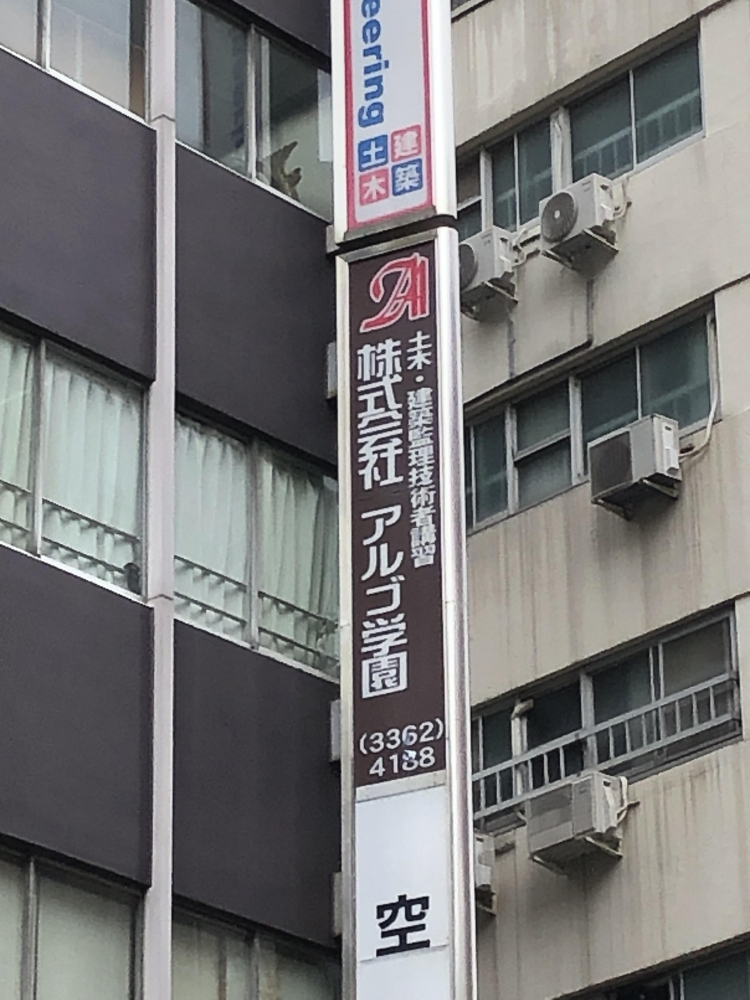 eering
建築
土木
土木・建築監理技術者講習
株式会社 アルゴ学園
(3362)
4188
空